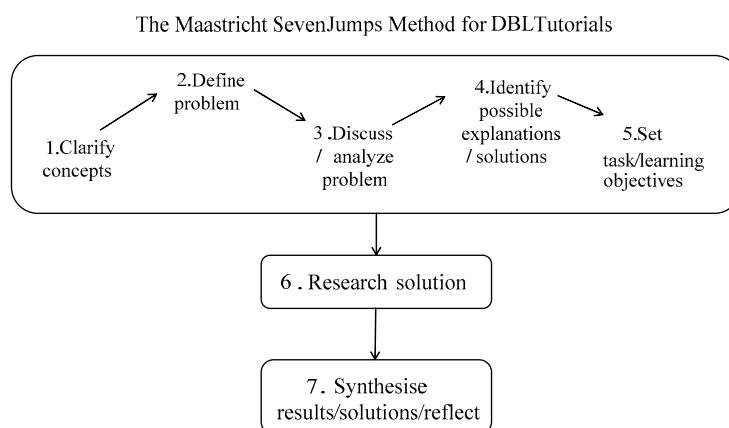 The Maastricht SevenJumps Method for DBLTutorials
1.Clarify
concepts
2.Define
problem
3.Discuss
/ analyze
problem
4.Identify
possible
explanations
/ solutions
5.Set
task/learning
objectives
6. Research solution
7. Synthesise
results/solutions/reflect